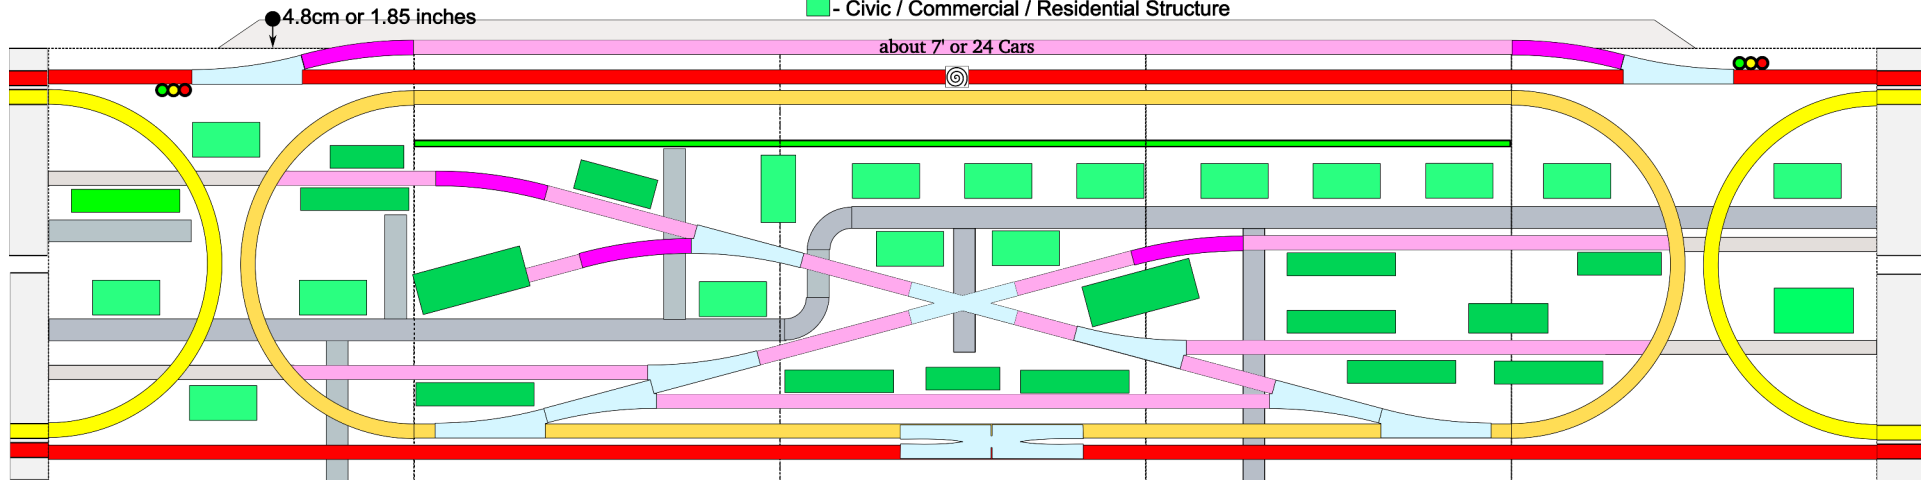 - Civic / Commercial / Residential Structure
4.8cm or 1.85 inches
about 7' or 24 Cars